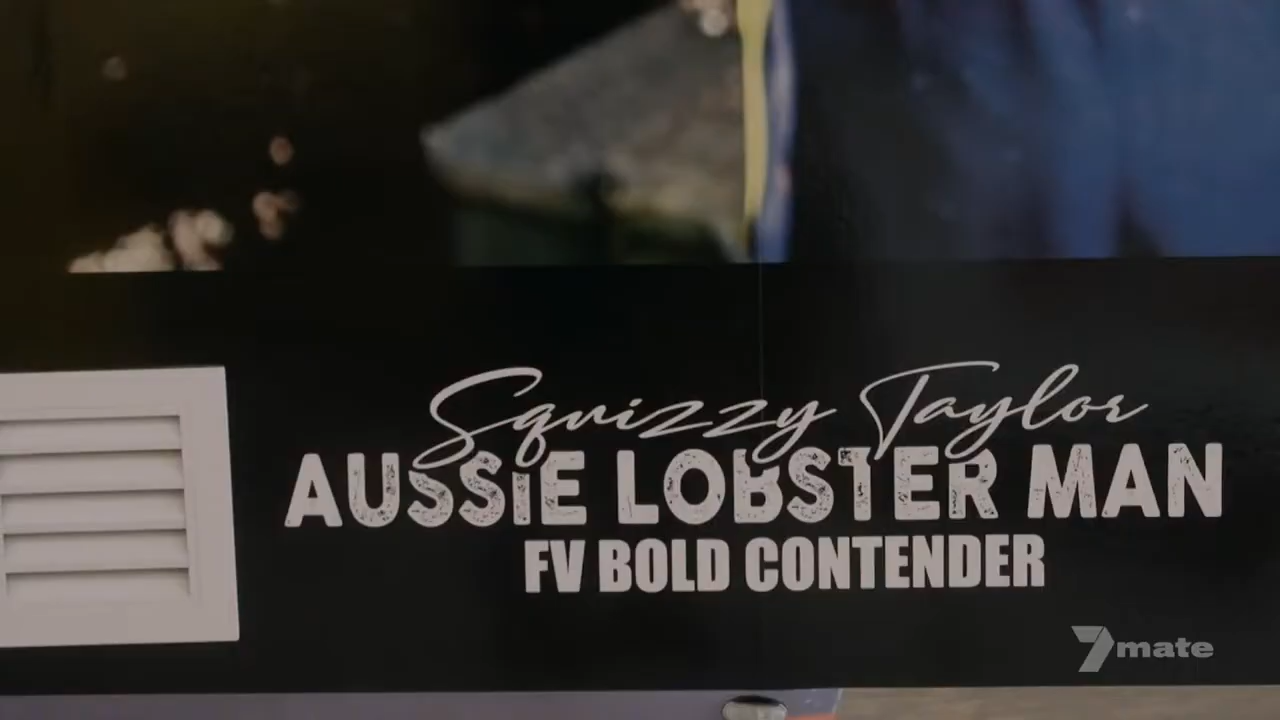 Squizzy Taylor
AUSSIE LOBSTER MAN
FV BOLD CONTENDER
7mate